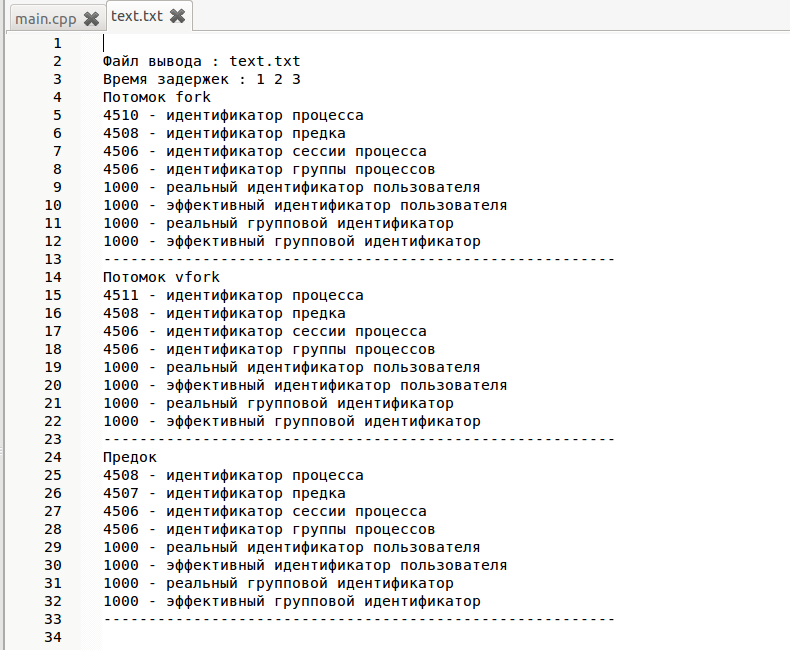 main.cpp text.txt
1
2 Файл вывода : text.txt
3 Время задержек : 1 2 3
4 Потомок fork
5 4510 - идентификатор процесса
6 4508 - идентификатор предка
7 4506 - идентификатор сессии процесса
8 4506 - идентификатор группы процессов
9 1000 - реальный идентификатор пользователя
10 1000 - эффективный идентификатор пользователя
11 1000 - реальный групповой идентификатор
12 1000 - эффективный групповой идентификатор
13 ---------------------------------------------------------
14 Потомок vfork
15 4511 - идентификатор процесса
16 4508 - идентификатор предка
17 4506 - идентификатор сессии процесса
18 4506 - идентификатор группы процессов
19 1000 - реальный идентификатор пользователя
20 1000 - эффективный идентификатор пользователя
21 1000 - реальный групповой идентификатор
22 1000 - эффективный групповой идентификатор
23 ---------------------------------------------------------
24 Предок
25 4508 - идентификатор процесса
26 4507 - идентификатор предка
27 4506 - идентификатор сессии процесса
28 4506 - идентификатор группы процессов
29 1000 - реальный идентификатор пользователя
30 1000 - эффективный идентификатор пользователя
31 1000 - реальный групповой идентификатор
32 1000 - эффективный групповой идентификатор
33 ---------------------------------------------------------
34